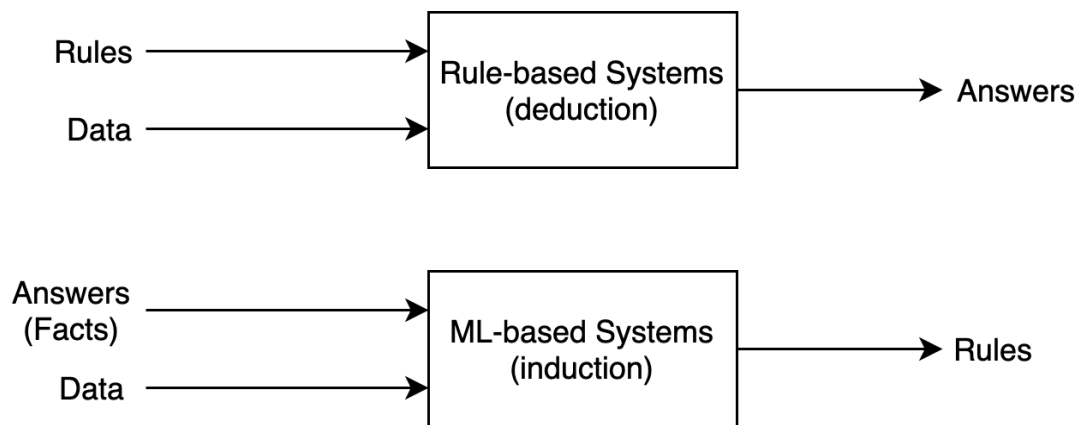 Rules
Data
Rule-based Systems
(deduction)
Answers
Answers
(Facts)
Data
ML-based Systems
(induction)
Rules